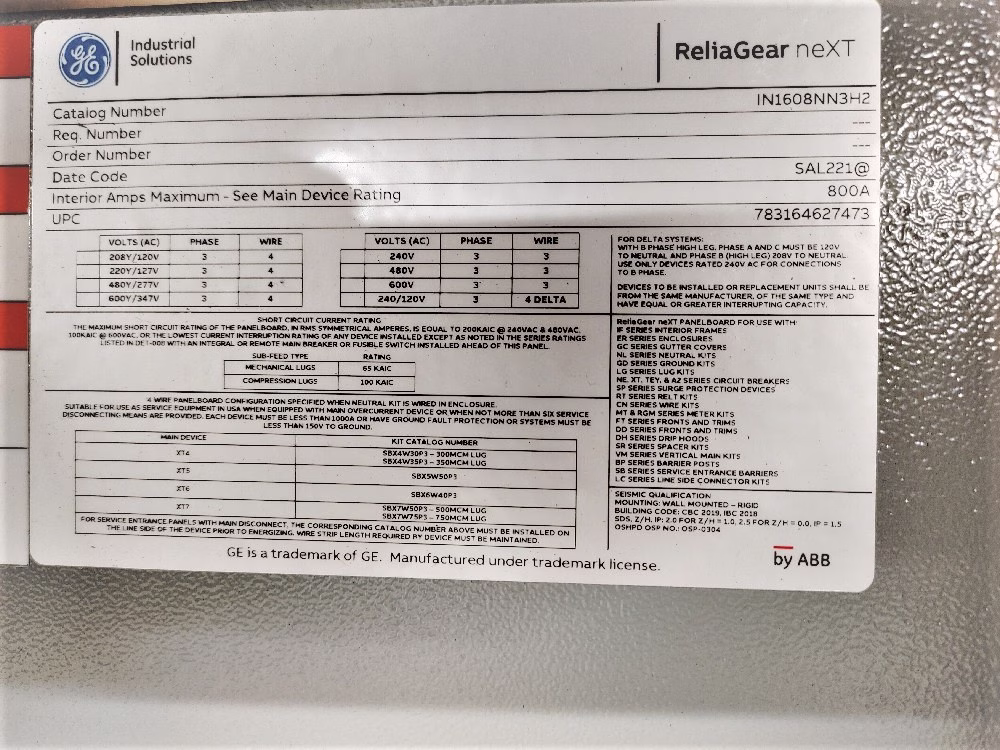 GE
Industrial
Solutions
ReliaGear neXT
Catalog Number IN1608NN3H2
Req. Number ---
Order Number ---
Date Code SAL221@
Interior Amps Maximum - See Main Device Rating 800A
UPC 783164627473
VOLTS (AC) PHASE WIRE
208Y/120V 3 4
220Y/127V 3 4
480Y/277V 3 4
600Y/347V 3 4
VOLTS (AC) PHASE WIRE
240V 3 3
480V 3 3
600V 3 3
240/120V 3 4 DELTA
FOR DELTA SYSTEMS:
WITH B PHASE HIGH LEG, PHASE A AND C MUST BE 120V
TO NEUTRAL AND PHASE B (HIGH LEG) 208V TO NEUTRAL.
USE ONLY DEVICES RATED 240V AC FOR CONNECTIONS
TO B PHASE.
DEVICES TO BE INSTALLED OR REPLACEMENT UNITS SHALL BE
FROM THE SAME MANUFACTURER, OF THE SAME TYPE AND
HAVE EQUAL OR GREATER INTERRUPTING CAPACITY.
SHORT CIRCUIT CURRENT RATING
THE MAXIMUM SHORT CIRCUIT RATING OF THE PANELBOARD, IN RMS SYMMETRICAL AMPERES, IS EQUAL TO 200KAIC @ 240VAC & 480VAC,
100KAIC @ 600VAC, OR THE LOWEST CURRENT INTERRUPTION RATING OF ANY DEVICE INSTALLED EXCEPT AS NOTED IN THE SERIES RATINGS
LISTED IN DET-008 WITH AN INTEGRAL OR REMOTE MAIN BREAKER OR FUSIBLE SWITCH INSTALLED AHEAD OF THIS PANEL.
SUB-FEED TYPE RATING
MECHANICAL LUGS 65 KAIC
COMPRESSION LUGS 100 KAIC
4 WIRE PANELBOARD CONFIGURATION SPECIFIED WHEN NEUTRAL KIT IS WIRED IN ENCLOSURE.
SUITABLE FOR USE AS SERVICE EQUIPMENT IN USA WHEN EQUIPPED WITH MAIN OVERCURRENT DEVICE OR WHEN NOT MORE THAN SIX SERVICE
DISCONNECTING MEANS ARE PROVIDED. EACH DEVICE MUST BE LESS THAN 1000A OR HAVE GROUND FAULT PROTECTION OR SYSTEMS MUST BE
LESS THAN 150V TO GROUND.
MAIN DEVICE KIT CATALOG NUMBER
XT4 SBX4W30P3 - 300MCM LUG
SBX4W35P3 - 350MCM LUG
XT5 SBX5W50P3
XT6 SBX6W40P3
XT7 SBX7W50P3 - 500MCM LUG
SBX7W75P3 - 750MCM LUG
FOR SERVICE ENTRANCE PANELS WITH MAIN DISCONNECT, THE CORRESPONDING CATALOG NUMBER ABOVE MUST BE INSTALLED ON
THE LINE SIDE OF THE DEVICE PRIOR TO ENERGIZING. WIRE STRIP LENGTH REQUIRED BY DEVICE MUST BE MAINTAINED.
ReliaGear neXT PANELBOARD FOR USE WITH:
IF SERIES INTERIOR FRAMES
ER SERIES ENCLOSURES
GC SERIES GUTTER COVERS
NL SERIES NEUTRAL KITS
GD SERIES GROUND KITS
LG SERIES LUG KITS
NE, XT, TEY, & A2 SERIES CIRCUIT BREAKERS
SP SERIES SURGE PROTECTION DEVICES
RT SERIES RELT KITS
CN SERIES WIRE KITS
MT & RGM SERIES METER KITS
FT SERIES FRONTS AND TRIMS
DD SERIES FRONTS AND TRIMS
DH SERIES DRIP HOODS
SR SERIES SPACER KITS
VM SERIES VERTICAL MAIN KITS
BP SERIES BARRIER POSTS
SB SERIES SERVICE ENTRANCE BARRIERS
LC SERIES LINE SIDE CONNECTOR KITS
SEISMIC QUALIFICATION
MOUNTING: WALL MOUNTED - RIGID
BUILDING CODE: CBC 2019, IBC 2018
SDS, Z/H, IP: 2.0 FOR Z/H = 1.0, 2.5 FOR Z/H = 0.0, IP = 1.5
OSHPD OSP NO.: OSP-0304
GE is a trademark of GE. Manufactured under trademark license.
by ABB